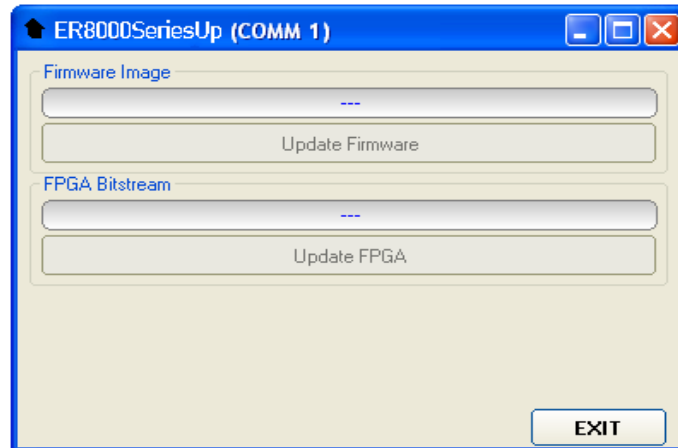 ER8000SeriesUp (COMM 1)
Firmware Image
---
Update Firmware
FPGA Bitstream
---
Update FPGA
EXIT